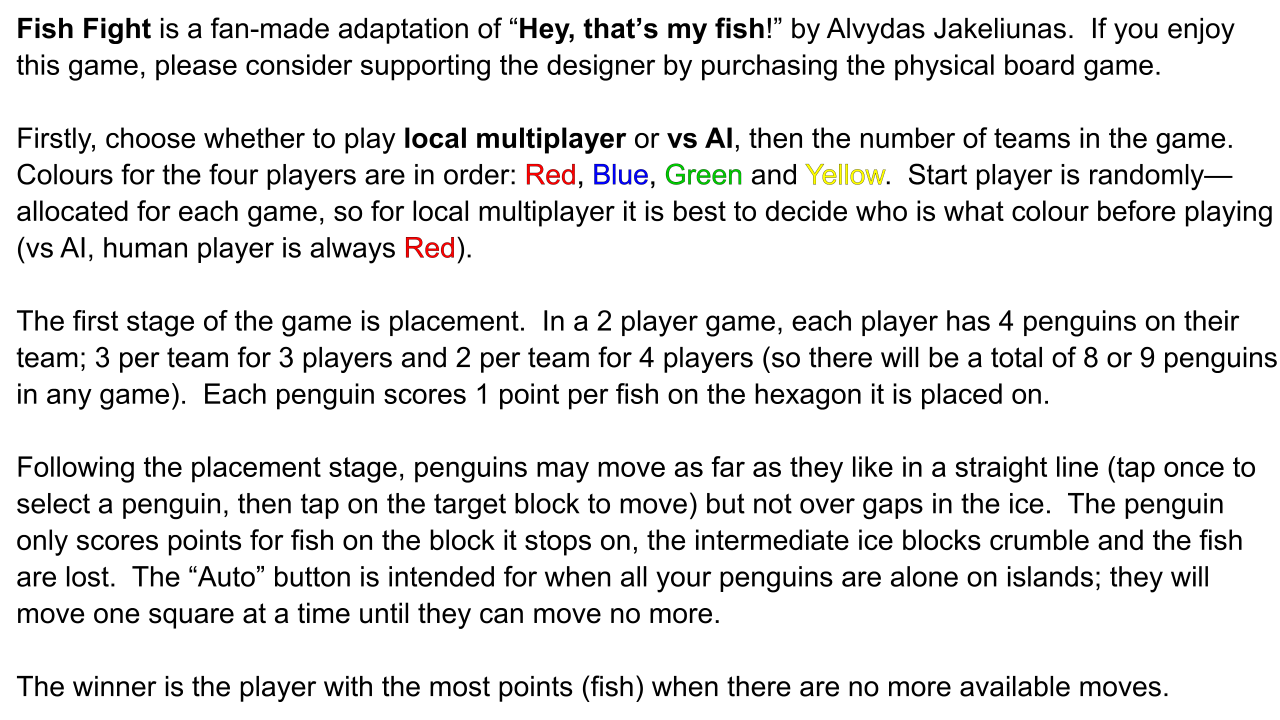 Fish Fight is a fan-made adaptation of “Hey, that’s my fish!” by Alvydas Jakeliunas.  If you enjoy
this game, please consider supporting the designer by purchasing the physical board game.
Firstly, choose whether to play local multiplayer or vs AI, then the number of teams in the game.
Colours for the four players are in order: Red, Blue, Green and Yellow.  Start player is randomly—
allocated for each game, so for local multiplayer it is best to decide who is what colour before playing
(vs AI, human player is always Red).
The first stage of the game is placement.  In a 2 player game, each player has 4 penguins on their
team; 3 per team for 3 players and 2 per team for 4 players (so there will be a total of 8 or 9 penguins
in any game).  Each penguin scores 1 point per fish on the hexagon it is placed on.
Following the placement stage, penguins may move as far as they like in a straight line (tap once to
select a penguin, then tap on the target block to move) but not over gaps in the ice.  The penguin
only scores points for fish on the block it stops on, the intermediate ice blocks crumble and the fish
are lost.  The “Auto” button is intended for when all your penguins are alone on islands; they will
move one square at a time until they can move no more.
The winner is the player with the most points (fish) when there are no more available moves.